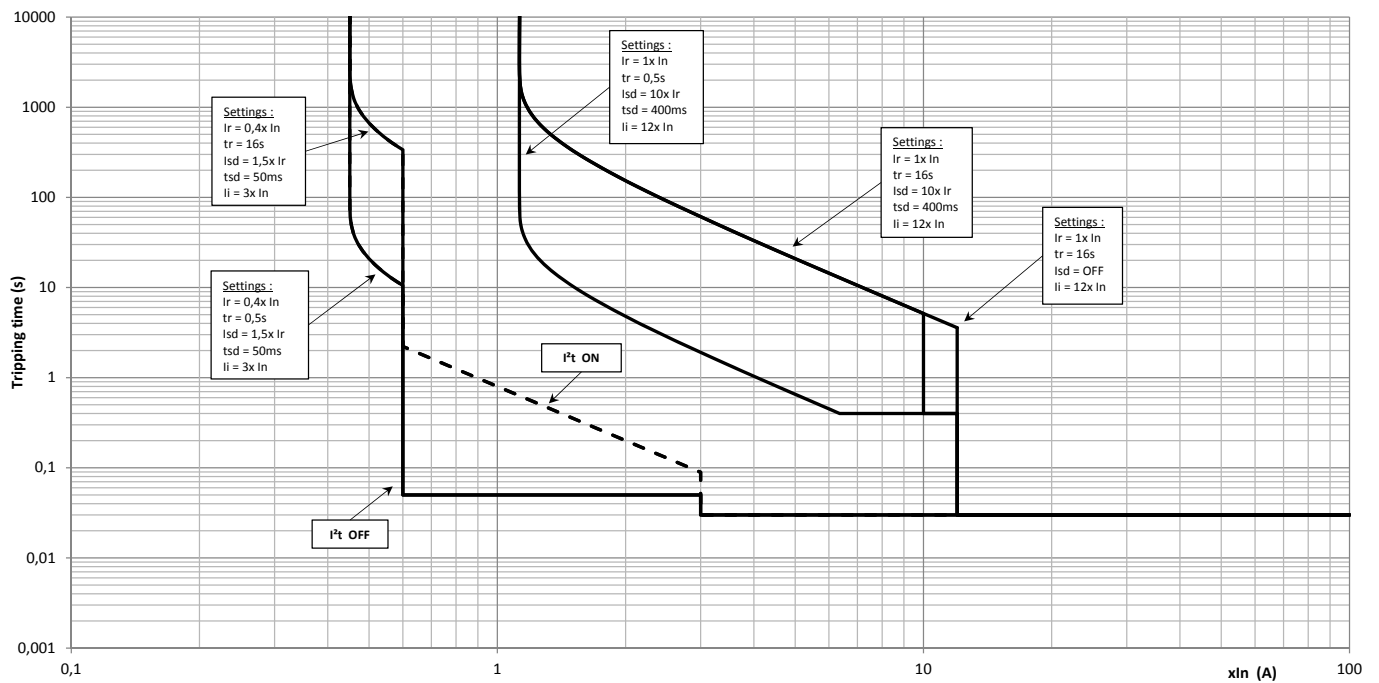 10000
1000
100
10
1
0,1
0,01
0,001
Tripping time (s)
0,1
1
10
100
xIn (A)
Settings :
Ir = 0,4x In
tr = 16s
Isd = 1,5x Ir
tsd = 50ms
Ii = 3x In
Settings :
Ir = 0,4x In
tr = 0,5s
Isd = 1,5x Ir
tsd = 50ms
Ii = 3x In
Settings :
Ir = 1x In
tr = 0,5s
Isd = 10x Ir
tsd = 400ms
Ii = 12x In
Settings :
Ir = 1x In
tr = 16s
Isd = 10x Ir
tsd = 400ms
Ii = 12x In
Settings :
Ir = 1x In
tr = 16s
Isd = OFF
Ii = 12x In
I²t ON
I²t OFF